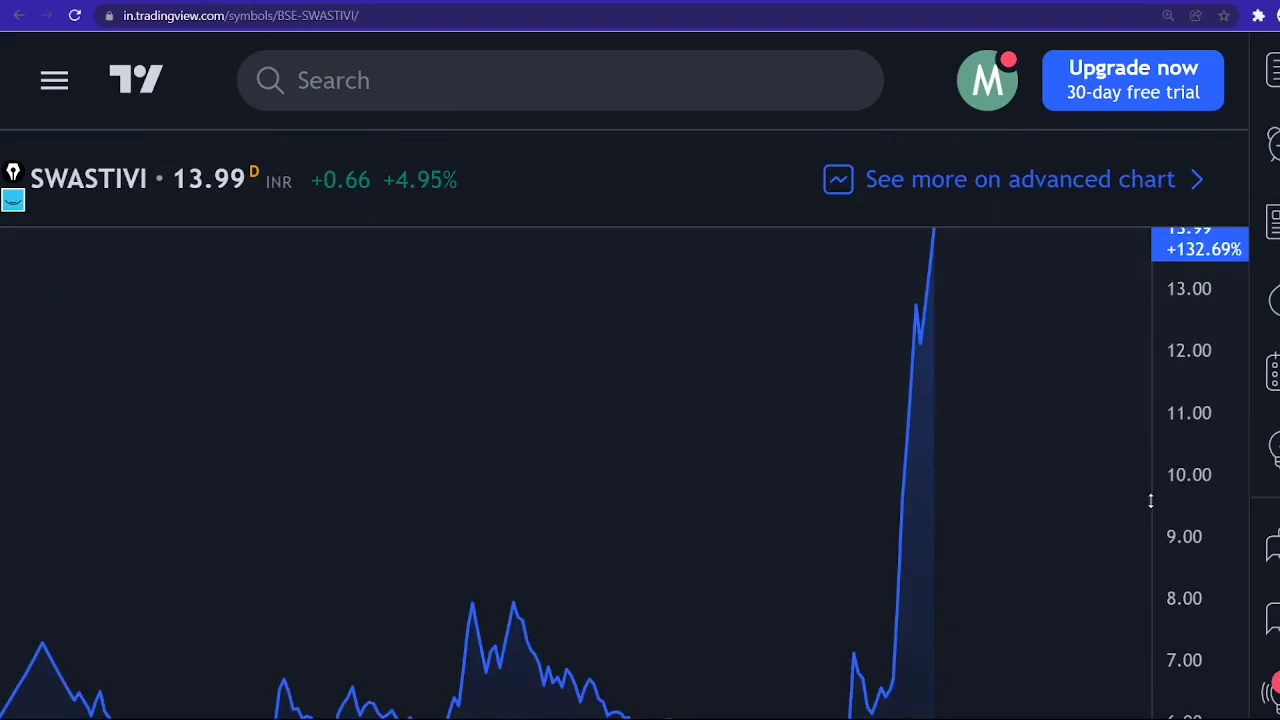 in.tradingview.com/symbols/BSE-SWASTIVI/
Search
M
Upgrade now
30-day free trial
SWASTIVI • 13.99 D INR +0.66 +4.95%
See more on advanced chart
13.99
+132.69%
13.00
12.00
11.00
10.00
9.00
8.00
7.00